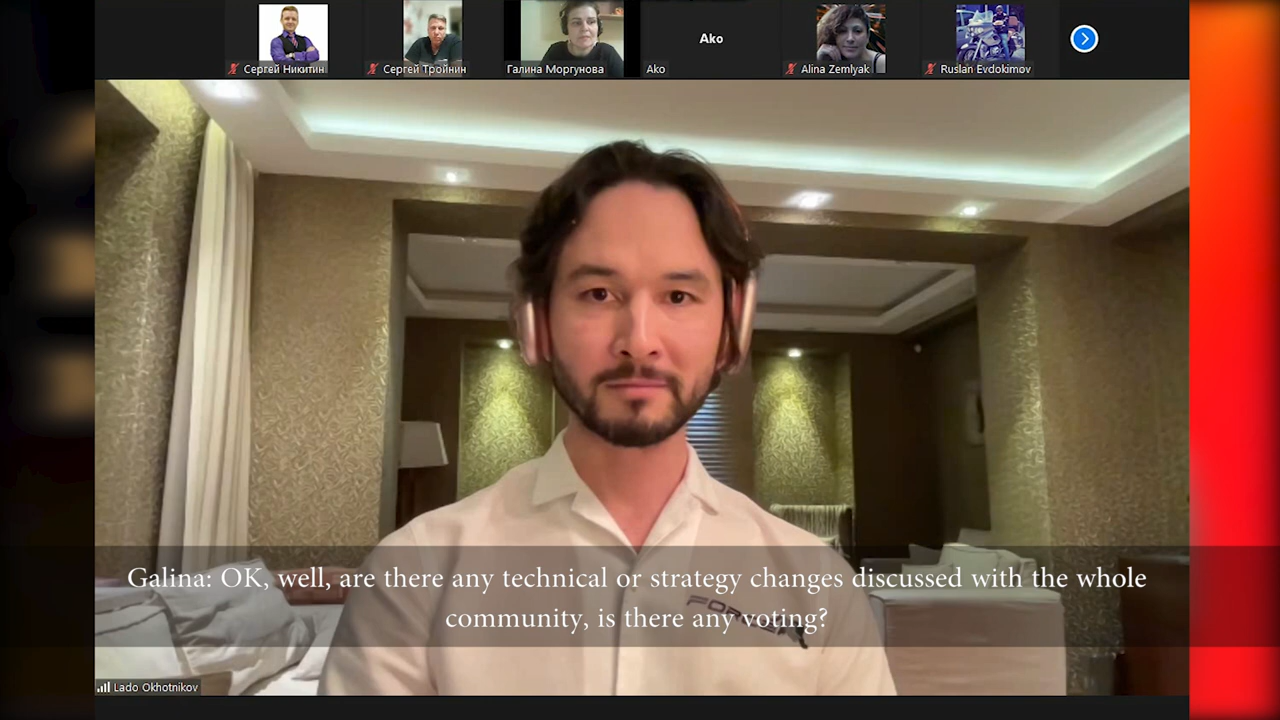 Сергей Никитин
Сергей Тройнин
Галина Моргунова
Ako
Ako
Alina Zemlyak
Ruslan Evdokimov
Galina: OK, well, are there any technical or strategy changes discussed with the whole
community, is there any voting?
Lado Okhotnikov